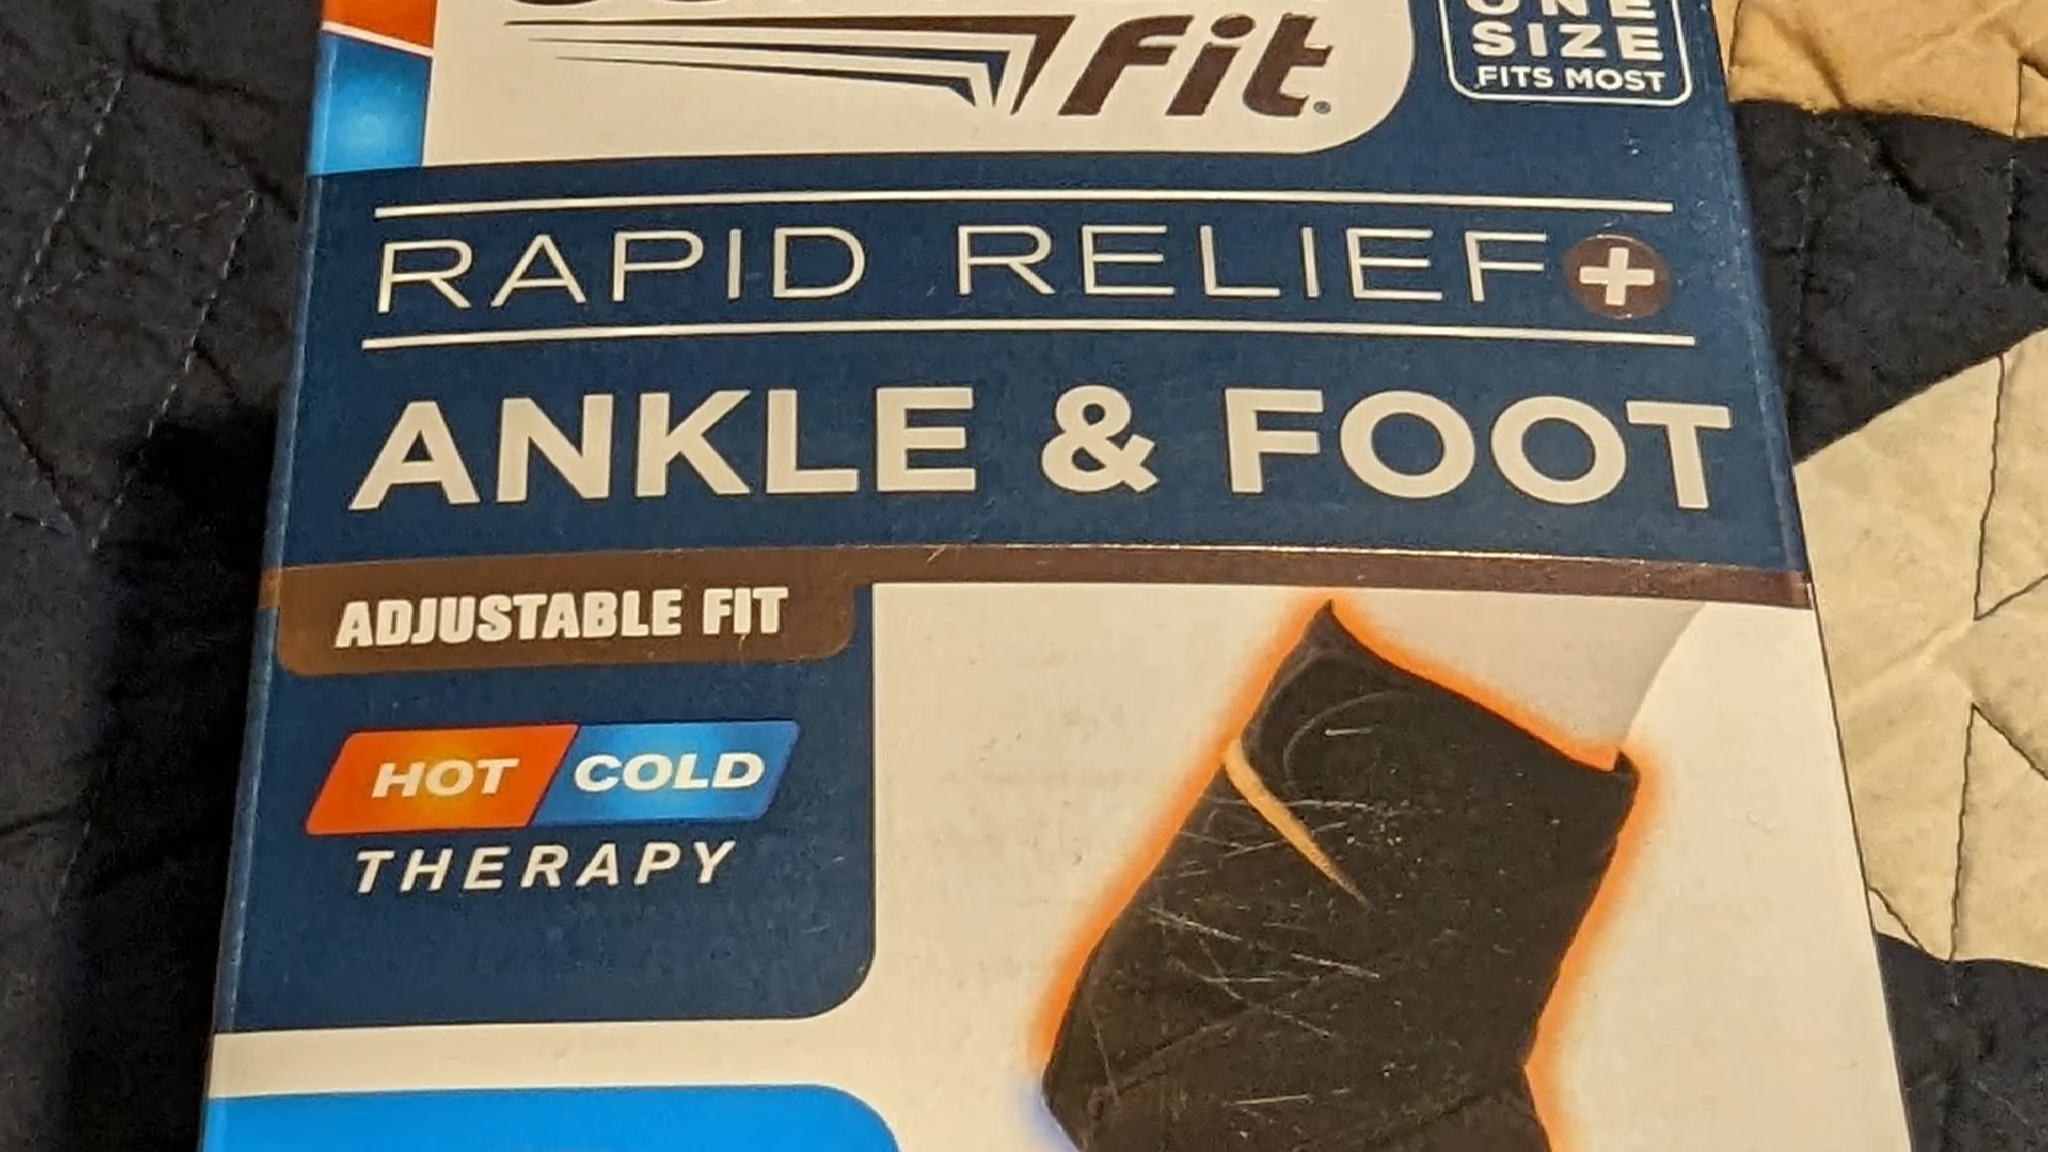 fit®
ONE
SIZE
FITS MOST
RAPID RELIEF+
ANKLE & FOOT
ADJUSTABLE FIT
HOT COLD
THERAPY